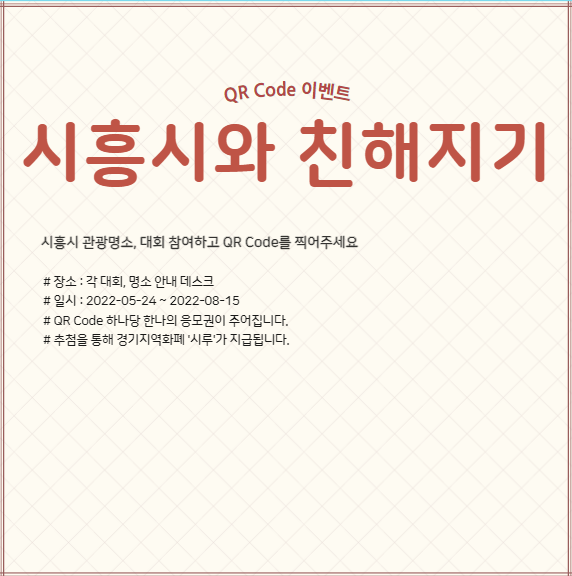 QR Code 이벤트
시흥시와 친해지기
시흥시 관광명소, 대회 참여하고 QR Code를 찍어주세요
# 장소 : 각 대회, 명소 안내 데스크
# 일시 : 2022-05-24 ~ 2022-08-15
# QR Code 하나당 한나의 응모권이 주어집니다.
# 추첨을 통해 경기지역화폐 '시루'가 지급됩니다.